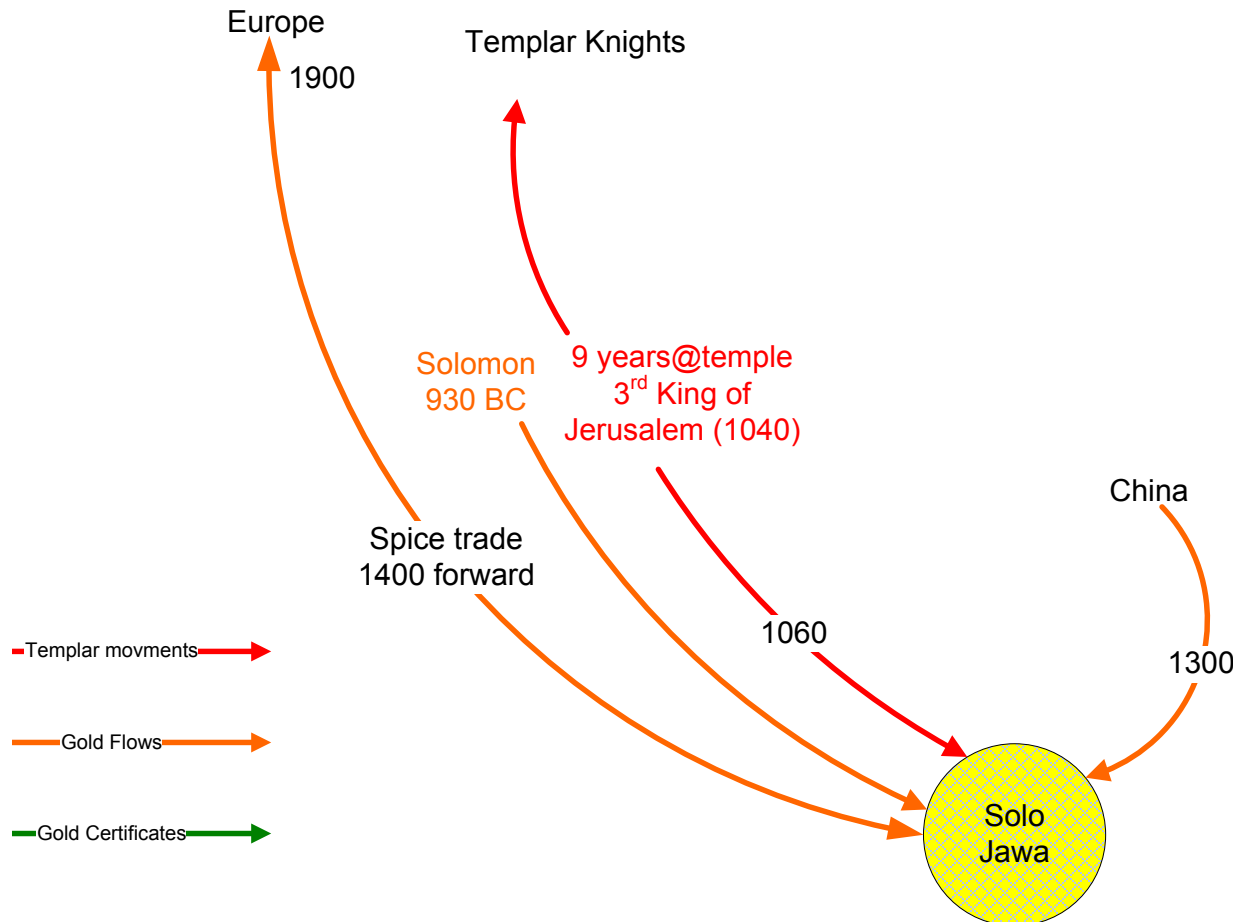 Europe
Templar Knights
1900
Solomon
930 BC
9 years@temple
3rd King of
Jerusalem (1040)
China
Spice trade
1400 forward
1060
1300
Templar movments
Gold Flows
Gold Certificates
Solo
Jawa